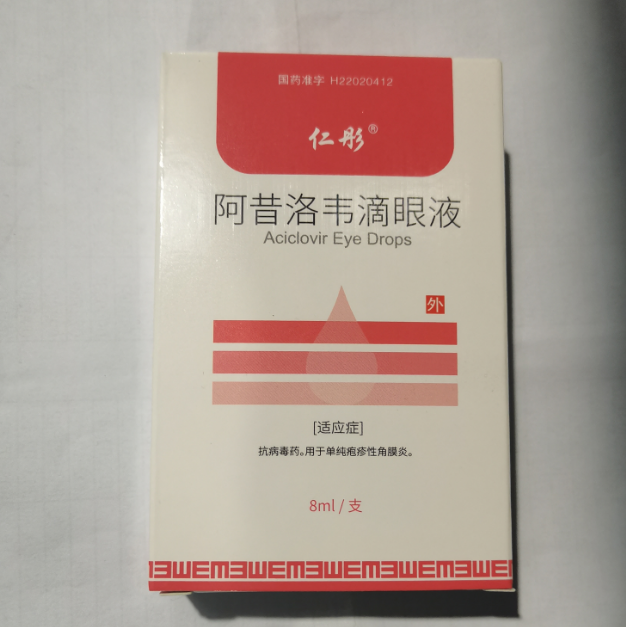 国药准字 H22020412
仁彤®
阿昔洛韦滴眼液
Aciclovir Eye Drops
外
[适应症]
抗病毒药。用于单纯疱疹性角膜炎。
8ml / 支